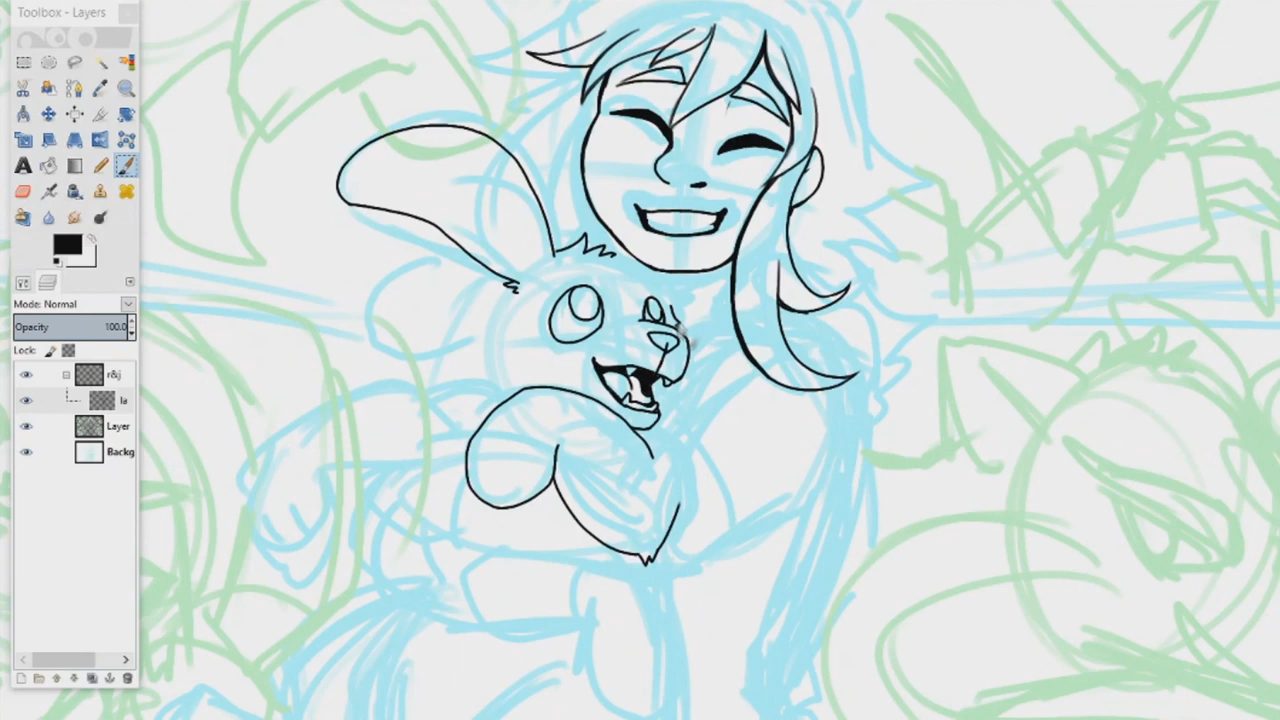 Toolbox - Layers
A
Mode: Normal
Opacity 100.0
Lock:
r&j
la
Layer
Backg